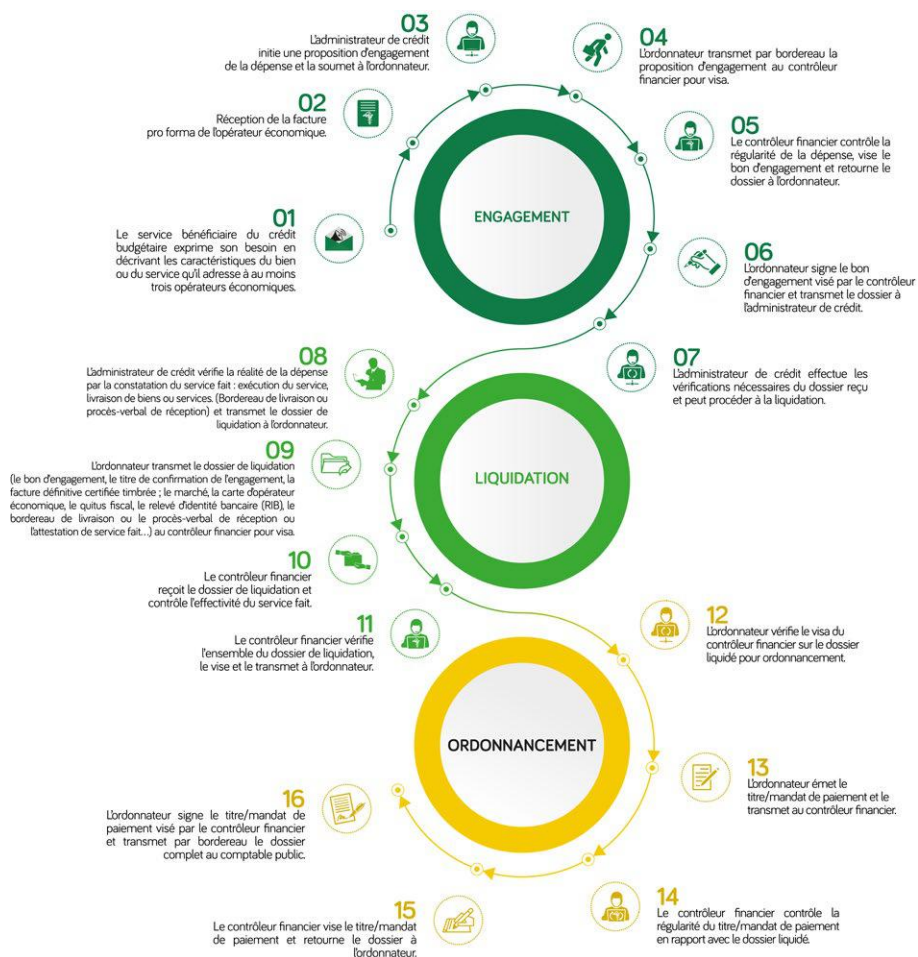 03
L'administrateur de crédit
initie une proposition d'engagement
de la dépense et la soumet à l'ordonnateur.
04
L'ordonnateur transmet par bordereau la
proposition d'engagement au contrôleur
financier pour visa.
02
Réception de la facture
pro forma de l'opérateur économique.
05
Le contrôleur financier contrôle la
régularité de la dépense, vise le
bon d'engagement et retourne le
dossier à l'ordonnateur.
ENGAGEMENT
01
Le service bénéficiaire du crédit
budgétaire exprime son besoin en
décrivant les caractéristiques du bien
ou du service qu'il adresse à au moins
trois opérateurs économiques.
06
L'ordonnateur signe le bon
d'engagement visé par le contrôleur
financier et transmet le dossier à
l'administrateur de crédit.
07
L'administrateur de crédit effectue les
vérifications nécessaires du dossier reçu
et peut procéder à la liquidation.
08
L'administrateur de crédit vérifie la réalité de la dépense
par la constatation du service fait : exécution du service,
livraison de biens ou services. (Bordereau de livraison ou
procès-verbal de réception) et transmet le dossier de
liquidation à l'ordonnateur.
09
L'ordonnateur transmet le dossier de liquidation
(le bon d'engagement, le titre de confirmation de l'engagement, la
facture définitive certifiée timbrée ; le marché, la carte d'opérateur
économique, le quitus fiscal, le relevé d'identité bancaire (RIB), le
bordereau de livraison ou le procès-verbal de réception ou
l'attestation de service fait...) au contrôleur financier pour visa.
LIQUIDATION
10
Le contrôleur financier
reçoit le dossier de liquidation et
contrôle l'effectivité du service fait.
11
Le contrôleur financier vérifie
l'ensemble du dossier de liquidation,
le vise et le transmet à l'ordonnateur.
12
L'ordonnateur vérifie le visa du
contrôleur financier sur le dossier
liquidé pour ordonnancement.
ORDONNANCEMENT
13
L'ordonnateur émet le
titre/mandat de paiement et le
transmet au contrôleur financier.
16
L'ordonnateur signe le titre/mandat de
paiement visé par le contrôleur financier
et transmet par bordereau le dossier
complet au comptable public.
14
Le contrôleur financier contrôle la
régularité du titre/mandat de paiement
en rapport avec le dossier liquidé.
15
Le contrôleur financier vise le titre/mandat
de paiement et retourne le dossier à
l'ordonnateur.